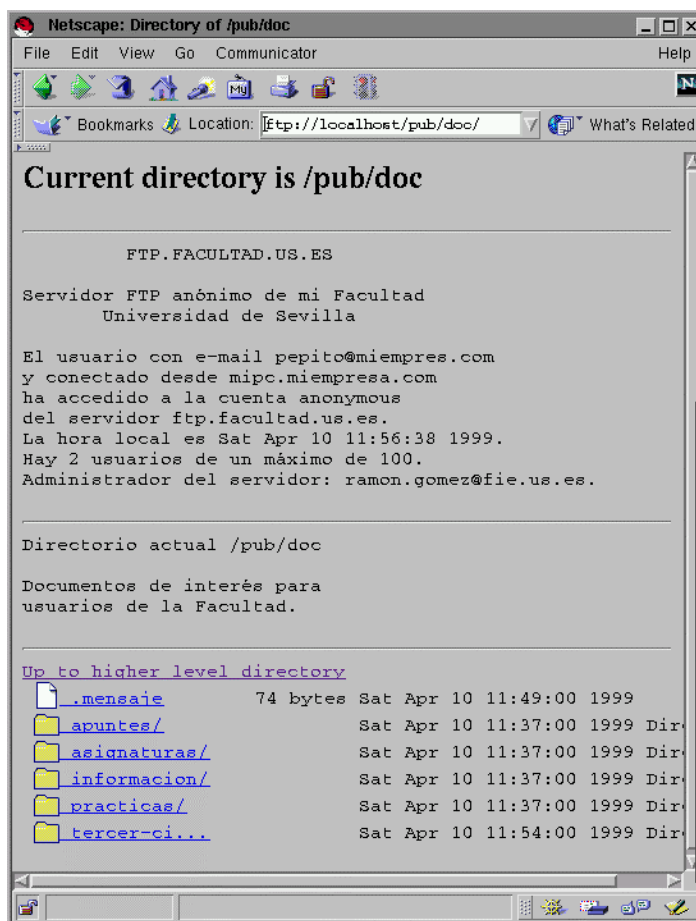 Netscape: Directory of /pub/doc
File Edit View Go Communicator Help
My N
Bookmarks Location: ftp://localhost/pub/doc/ What's Related
Current directory is /pub/doc
FTP.FACULTAD.US.ES
Servidor FTP anónimo de mi Facultad
Universidad de Sevilla
El usuario con e-mail pepito@miempres.com
y conectado desde mipc.miempresa.com
ha accedido a la cuenta anonymous
del servidor ftp.facultad.us.es.
La hora local es Sat Apr 10 11:56:38 1999.
Hay 2 usuarios de un máximo de 100.
Administrador del servidor: ramon.gomez@fie.us.es.
Directorio actual /pub/doc
Documentos de interés para
usuarios de la Facultad.
Up to higher level directory
.mensaje 74 bytes Sat Apr 10 11:49:00 1999
apuntes/ Sat Apr 10 11:37:00 1999 Dir
asignaturas/ Sat Apr 10 11:37:00 1999 Dir
informacion/ Sat Apr 10 11:37:00 1999 Dir
practicas/ Sat Apr 10 11:37:00 1999 Dir
tercer-ci... Sat Apr 10 11:54:00 1999 Dir